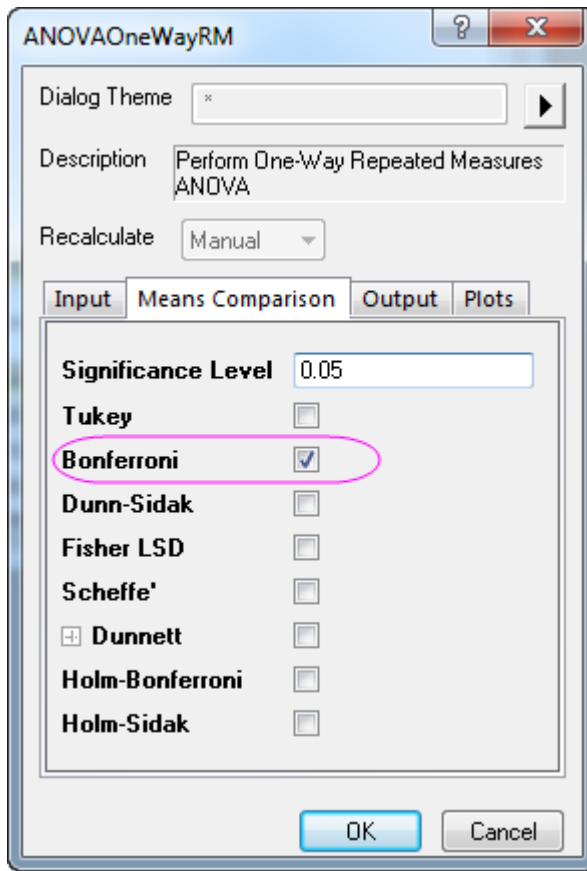 ANOVAOneWayRM
Dialog Theme *
Description Perform One-Way Repeated Measures
ANOVA
Recalculate Manual
Input Means Comparison Output Plots
Significance Level 0.05
Tukey
Bonferroni
Dunn-Sidak
Fisher LSD
Scheffe'
Dunnett
Holm-Bonferroni
Holm-Sidak
OK Cancel